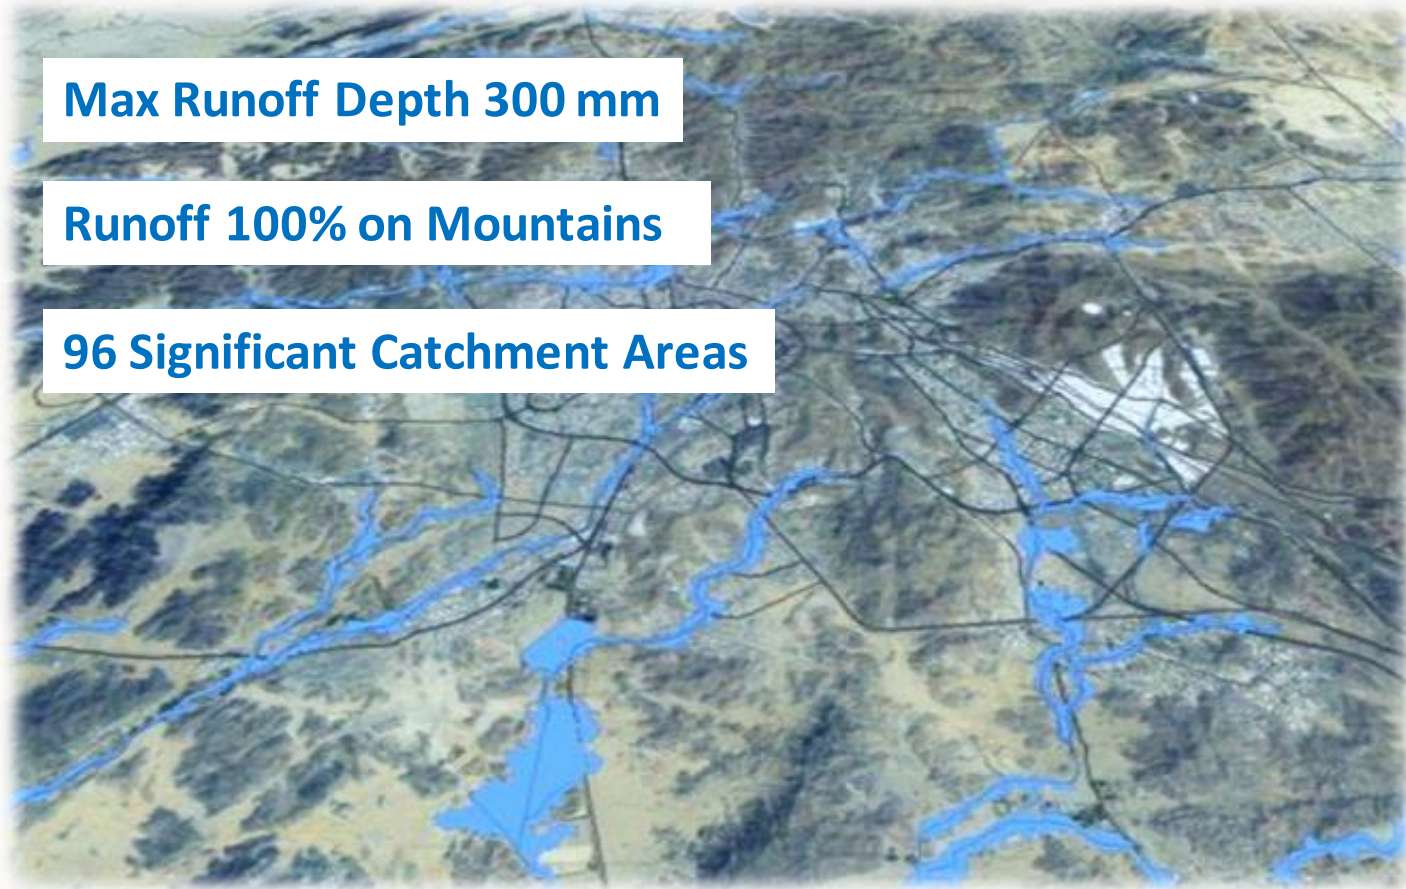 Max Runoff Depth 300 mm
Runoff 100% on Mountains
96 Significant Catchment Areas